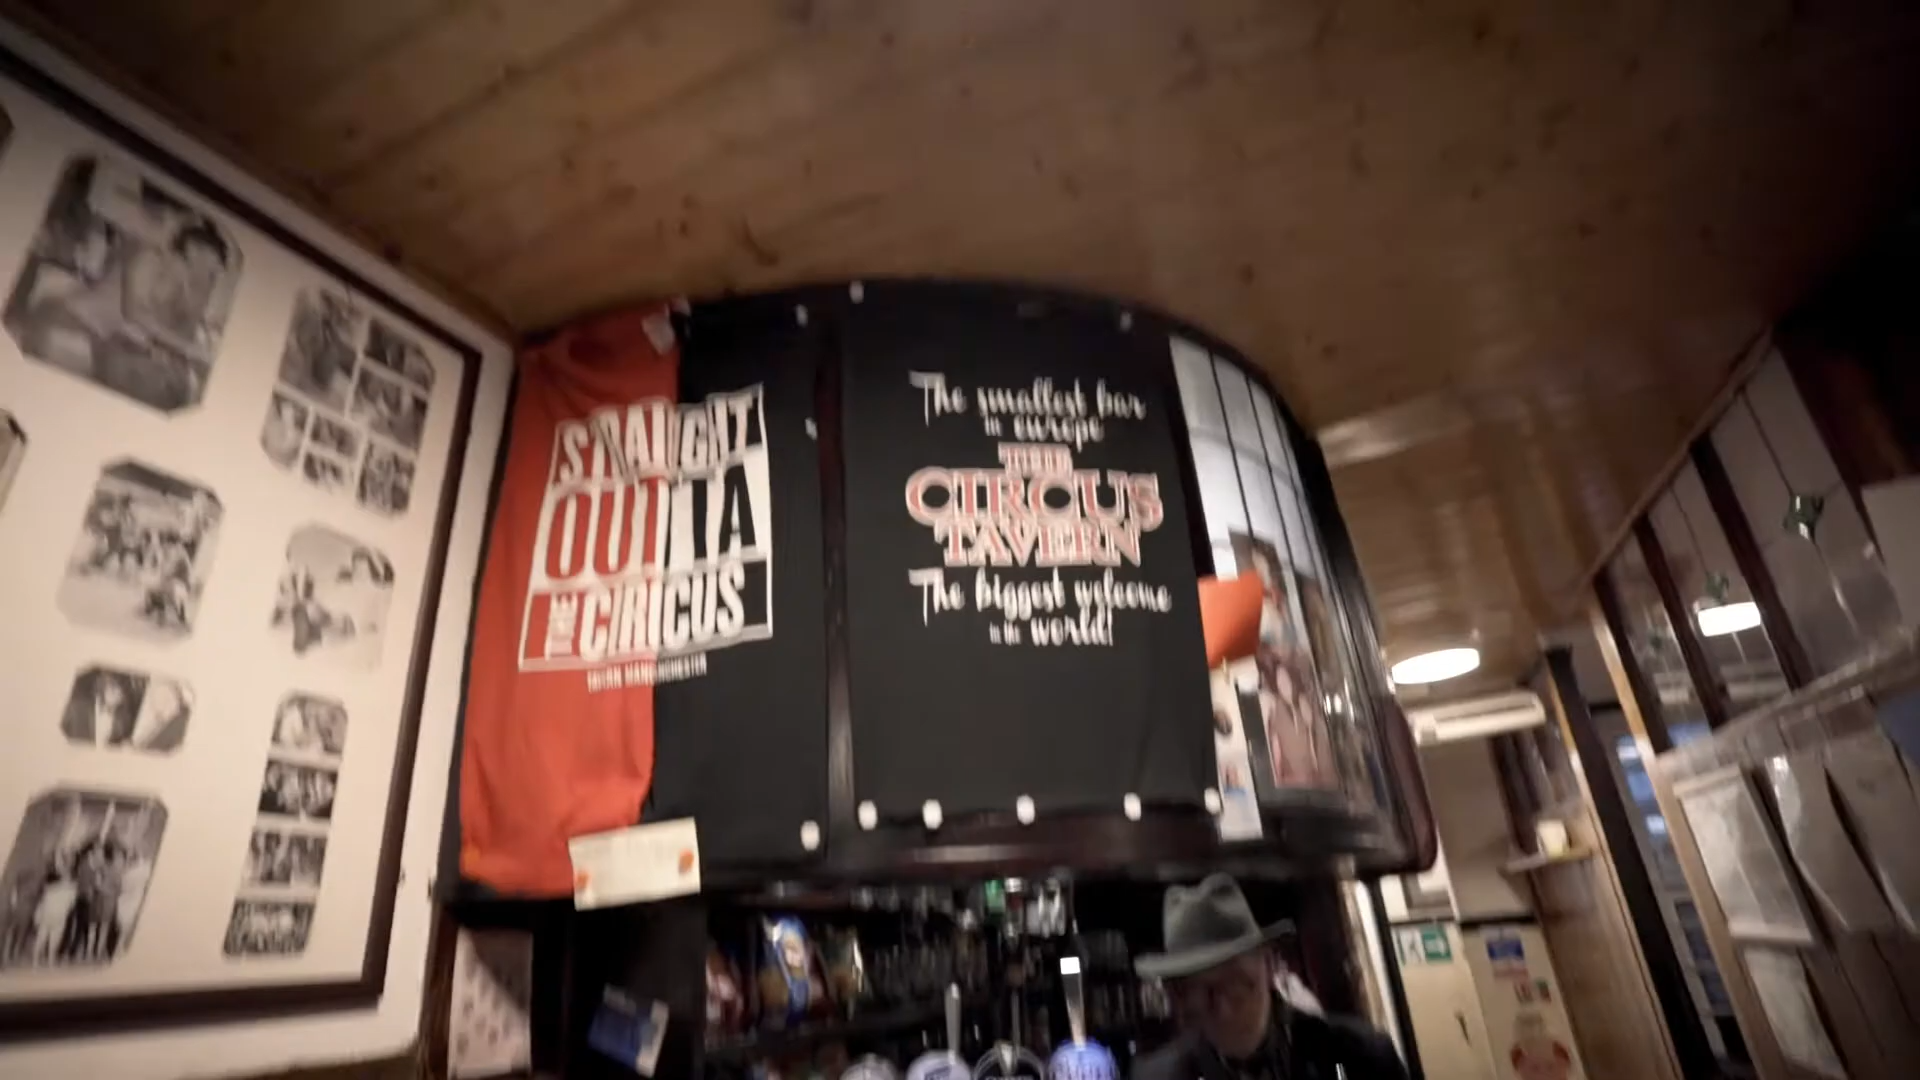 STRAIGHT
OUTTA
THE CIRCUS
The smallest bar
in europe
THE
CIRCUS
TAVERN
The biggest welcome
in the world!